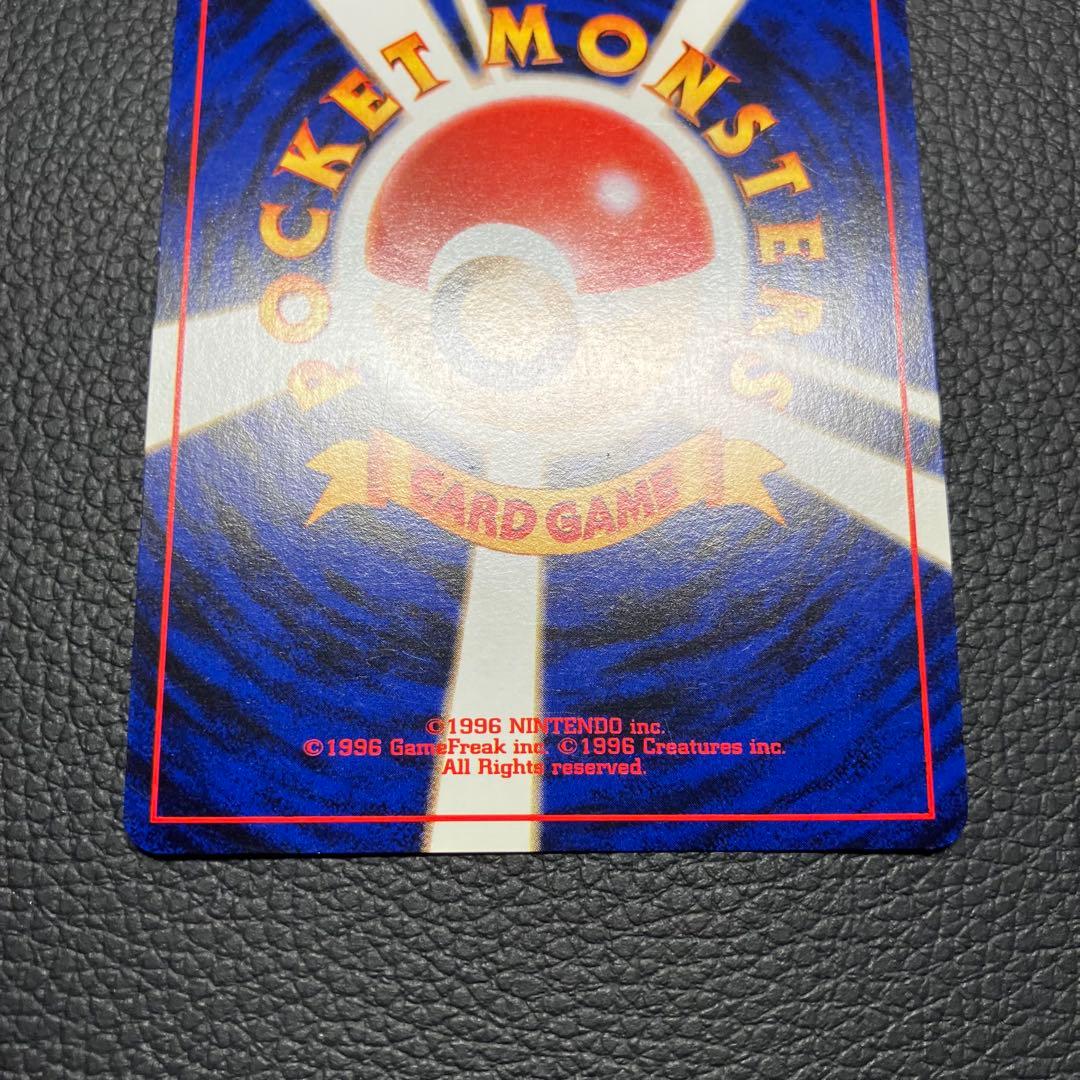 POCKET MONSTERS
CARD GAME
©1996 NINTENDO inc.
©1996 GameFreak inc. ©1996 Creatures inc.
All Rights reserved.